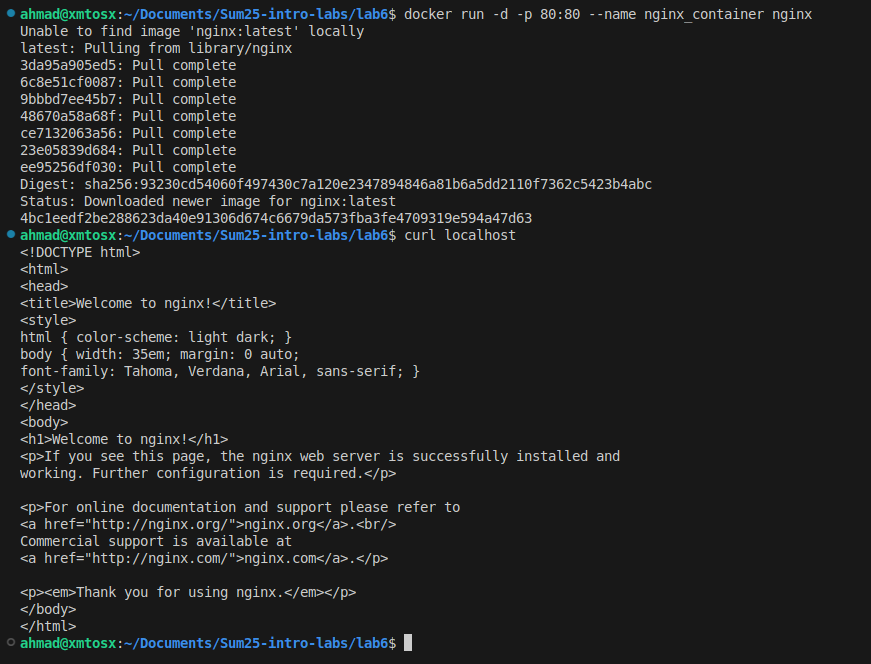 ahmad@xmtosx:~/Documents/Sum25-intro-labs/lab6$ docker run -d -p 80:80 --name nginx_container nginx
Unable to find image 'nginx:latest' locally
latest: Pulling from library/nginx
3da95a905ed5: Pull complete
6c8e51cf0087: Pull complete
9bbbd7ee45b7: Pull complete
48670a58a68f: Pull complete
ce7132063a56: Pull complete
23e05839d684: Pull complete
ee95256df030: Pull complete
Digest: sha256:93230cd54060f497430c7a120e2347894846a81b6a5dd2110f7362c5423b4abc
Status: Downloaded newer image for nginx:latest
4bc1eedf2be288623da40e91306d674c6679da573fba3fe4709319e594a47d63
ahmad@xmtosx:~/Documents/Sum25-intro-labs/lab6$ curl localhost
<!DOCTYPE html>
<html>
<head>
<title>Welcome to nginx!</title>
<style>
html { color-scheme: light dark; }
body { width: 35em; margin: 0 auto;
font-family: Tahoma, Verdana, Arial, sans-serif; }
</style>
</head>
<body>
<h1>Welcome to nginx!</h1>
<p>If you see this page, the nginx web server is successfully installed and
working. Further configuration is required.</p>

<p>For online documentation and support please refer to
<a href="http://nginx.org/">nginx.org</a>.<br/>
Commercial support is available at
<a href="http://nginx.com/">nginx.com</a>.</p>

<p><em>Thank you for using nginx.</em></p>
</body>
</html>
ahmad@xmtosx:~/Documents/Sum25-intro-labs/lab6$